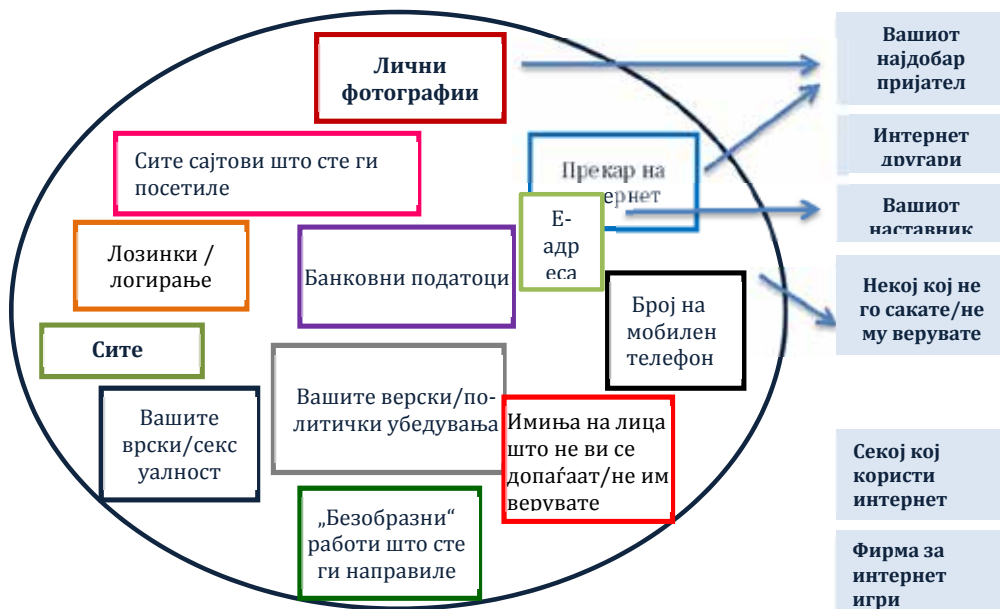 Лични
фотографии
Вашиот
најдобар
пријател
Сите сајтови што сте ги
посетиле
Прекар на
ернет
Интернет
другари
Е-
адр
еса
Вашиот
наставник
Лозинки /
логирање
Банковни податоци
Број на
мобилен
телефон
Некој кој не
го сакате/не
му верувате
Сите
Вашите
врски/секс
уалност
Вашите верски/по-
литички убедувања
Имиња на лица
што не ви се
допаѓаат/не им
верувате
Секој кој
користи
интернет
„Безобразни“
работи што сте
ги направиле
Фирма за
интернет
игри